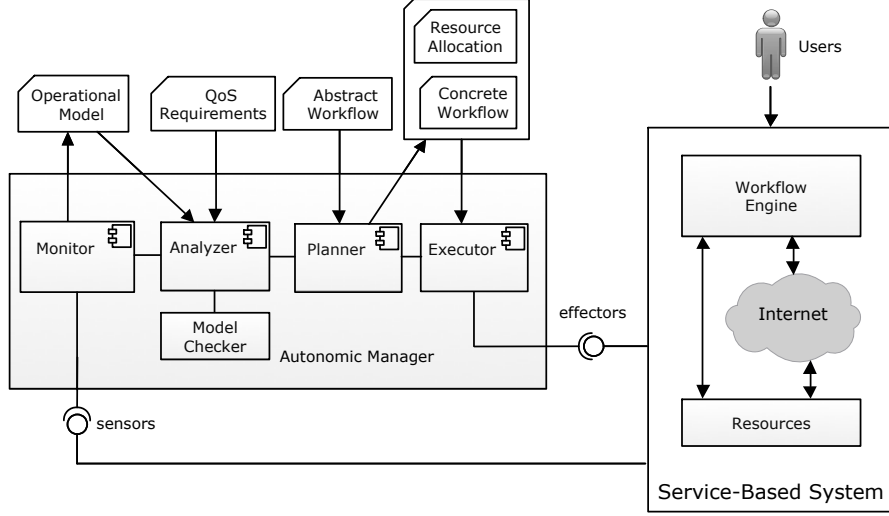 Resource
Allocation
Users
Operational
Model
QoS
Requirements
Abstract
Workflow
Concrete
Workflow
Workflow
Engine
Monitor
Analyzer
Planner
Executor
effectors
Internet
Model
Checker
Autonomic Manager
sensors
Resources
Service-Based System